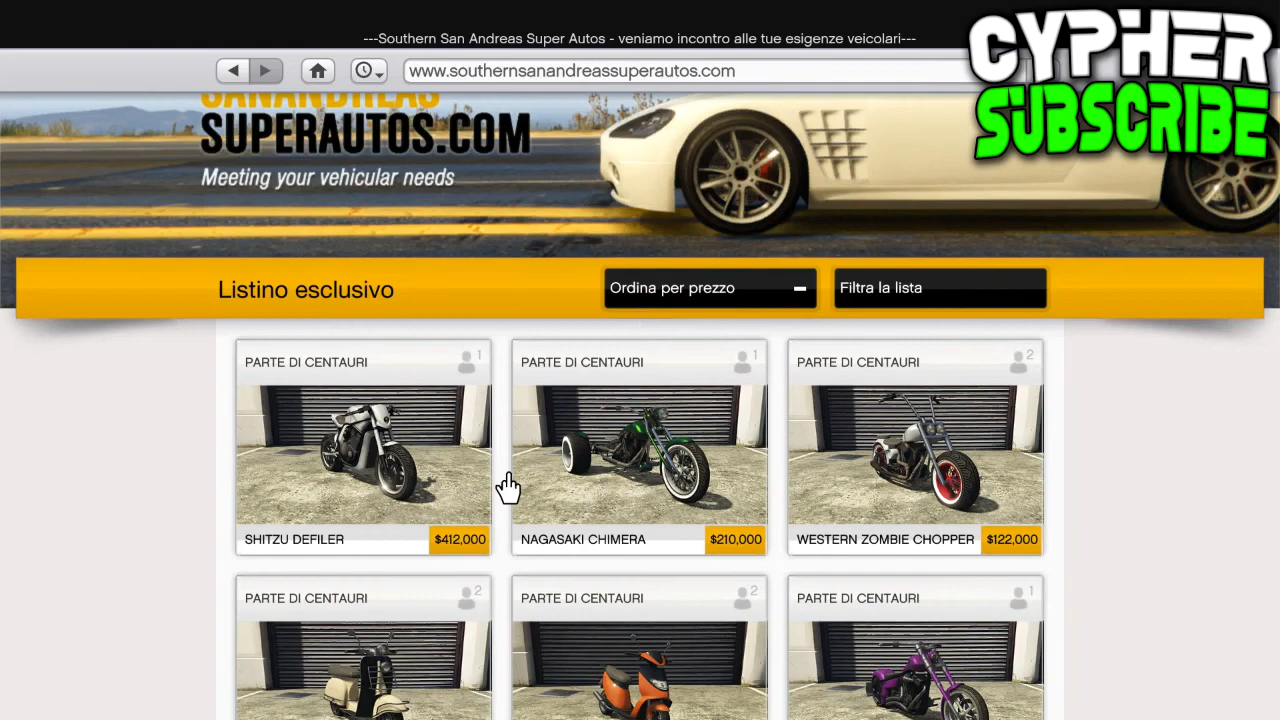 ---Southern San Andreas Super Autos - veniamo incontro alle tue esigenze veicolari---
CYPHER
SUBSCRIBE
www.southernsanandreassuperautos.com
SANANDREAS
SUPERAUTOS.COM
Meeting your vehicular needs
Listino esclusivo
Ordina per prezzo
Filtra la lista
PARTE DI CENTAURI 1
PARTE DI CENTAURI 1
PARTE DI CENTAURI 2
SHITZU DEFILER $412,000
NAGASAKI CHIMERA $210,000
WESTERN ZOMBIE CHOPPER $122,000
PARTE DI CENTAURI 2
PARTE DI CENTAURI 2
PARTE DI CENTAURI 1